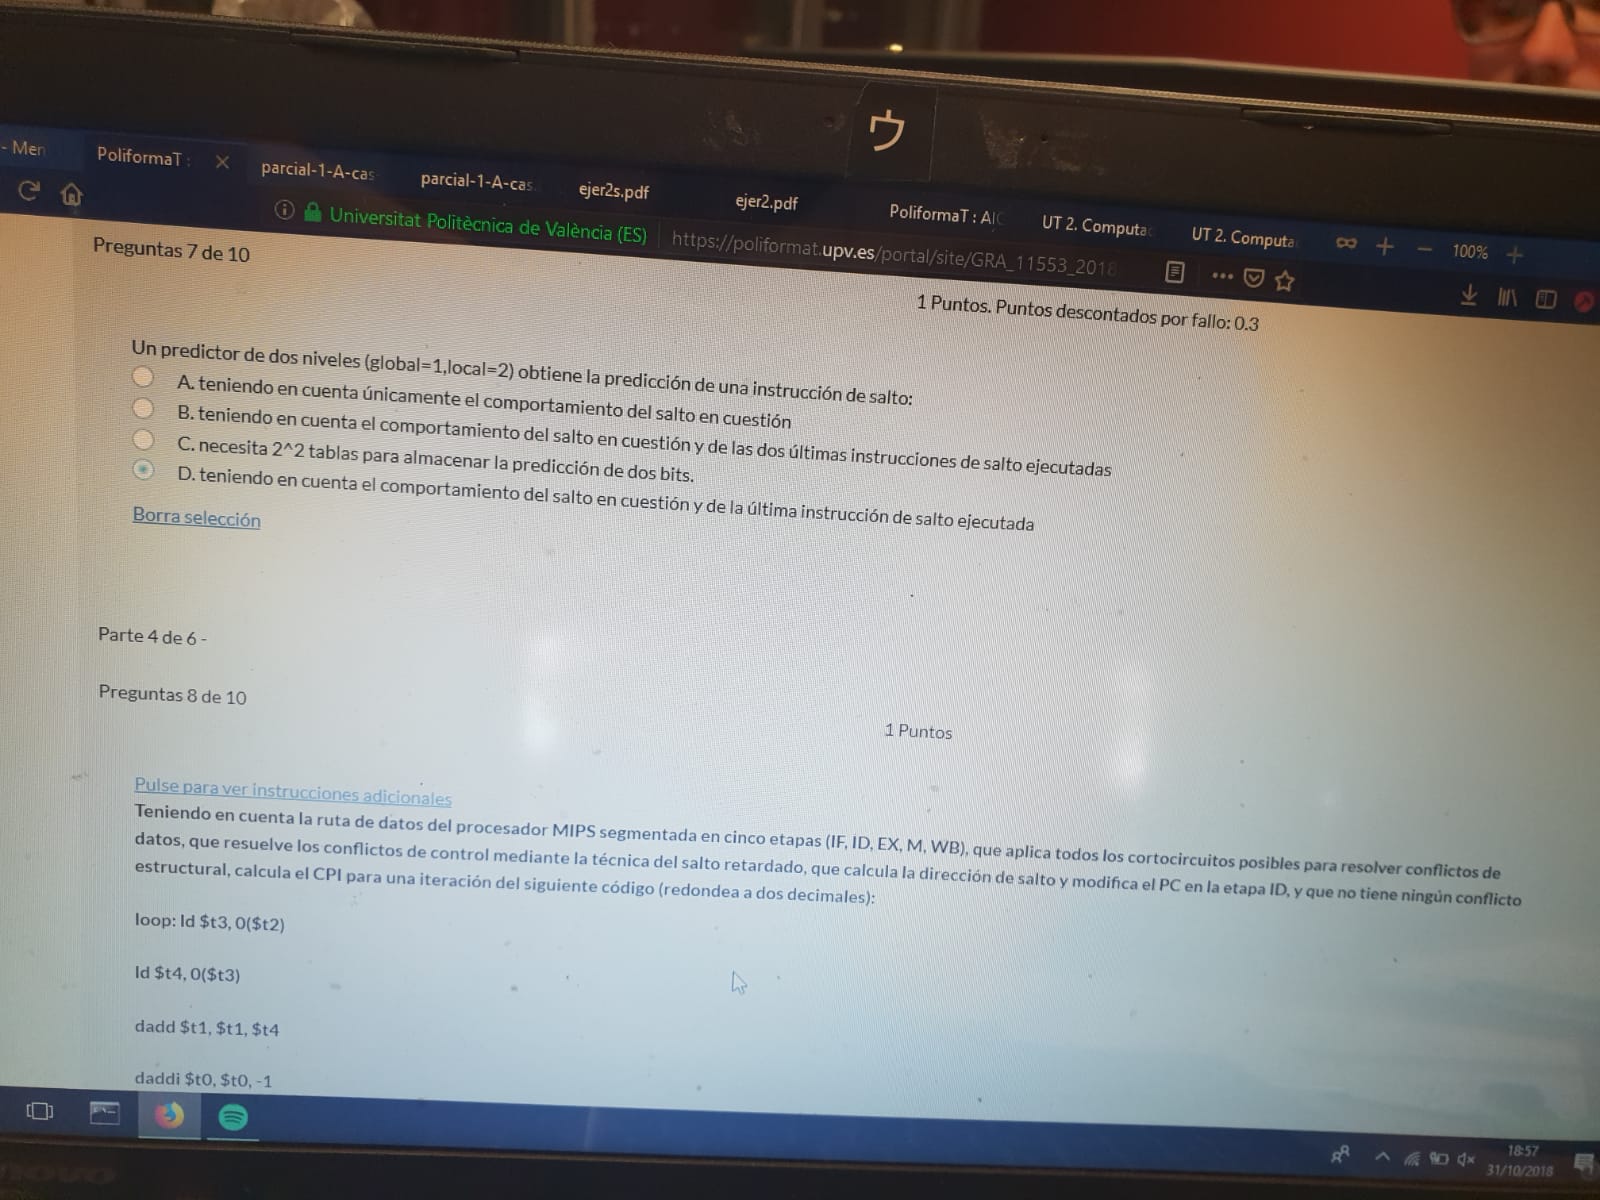 ウ
- Men
PoliformaT :
parcial-1-A-cas
parcial-1-A-cas.
ejer2s.pdf
ejer2.pdf
PoliformaT : AIC
UT 2. Computac
UT 2. Computa
100%
Universitat Politècnica de València (ES)
https://poliformat.upv.es/portal/site/GRA_11553_2018
Preguntas 7 de 10
1 Puntos. Puntos descontados por fallo: 0.3
Un predictor de dos niveles (global=1,local=2) obtiene la predicción de una instrucción de salto:
A. teniendo en cuenta únicamente el comportamiento del salto en cuestión
B. teniendo en cuenta el comportamiento del salto en cuestión y de las dos últimas instrucciones de salto ejecutadas
C. necesita 2^2 tablas para almacenar la predicción de dos bits.
D. teniendo en cuenta el comportamiento del salto en cuestión y de la última instrucción de salto ejecutada
Borra selección
Parte 4 de 6 -
Preguntas 8 de 10
1 Puntos
Pulse para ver instrucciones adicionales
Teniendo en cuenta la ruta de datos del procesador MIPS segmentada en cinco etapas (IF, ID, EX, M, WB), que aplica todos los cortocircuitos posibles para resolver conflictos de
datos, que resuelve los conflictos de control mediante la técnica del salto retardado, que calcula la dirección de salto y modifica el PC en la etapa ID, y que no tiene ningún conflicto
estructural, calcula el CPI para una iteración del siguiente código (redondea a dos decimales):
loop: ld $t3, 0($t2)
ld $t4, 0($t3)
dadd $t1, $t1, $t4
daddi $t0, $t0, -1
18:57
31/10/2018